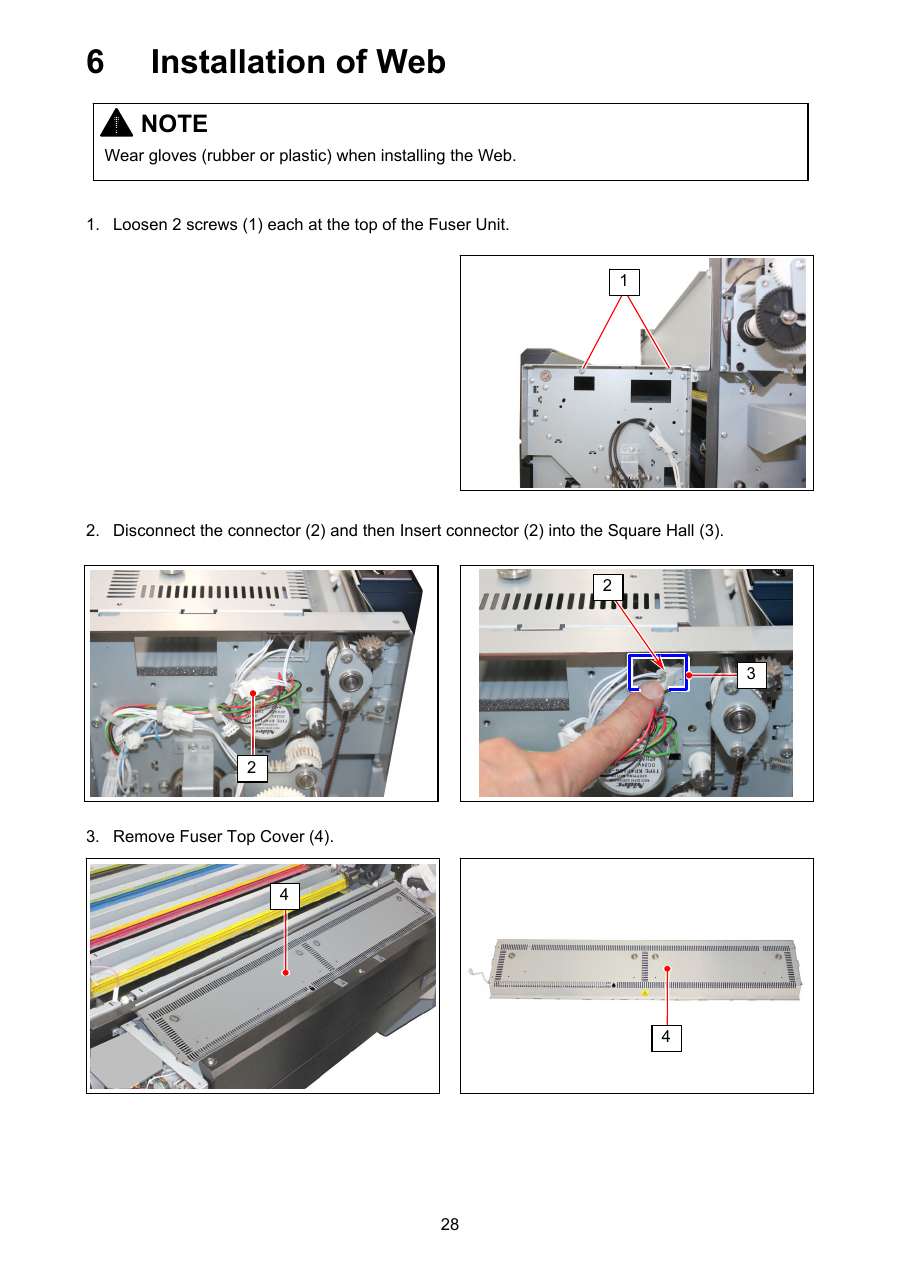 6 Installation of Web
NOTE
Wear gloves (rubber or plastic) when installing the Web.
1. Loosen 2 screws (1) each at the top of the Fuser Unit.
1
2. Disconnect the connector (2) and then Insert connector (2) into the Square Hall (3).
2
2
3
3. Remove Fuser Top Cover (4).
4
4
28